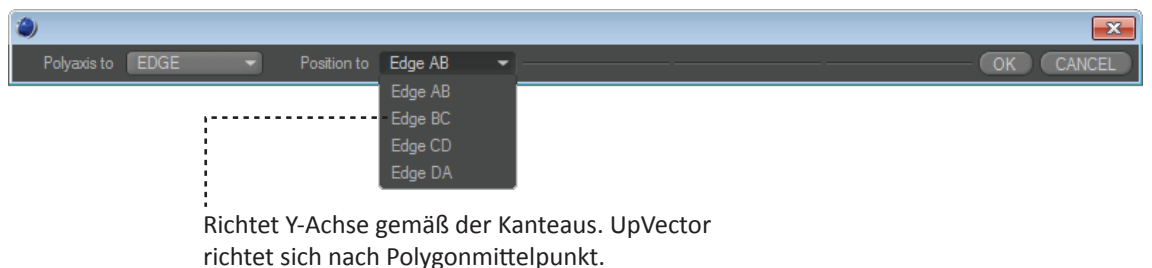 Polyaxis to EDGE Position to Edge AB OK CANCEL
Edge AB
Edge BC
Edge CD
Edge DA
Richtet Y-Achse gemäß der Kanteaus. UpVector
richtet sich nach Polygonmittelpunkt.